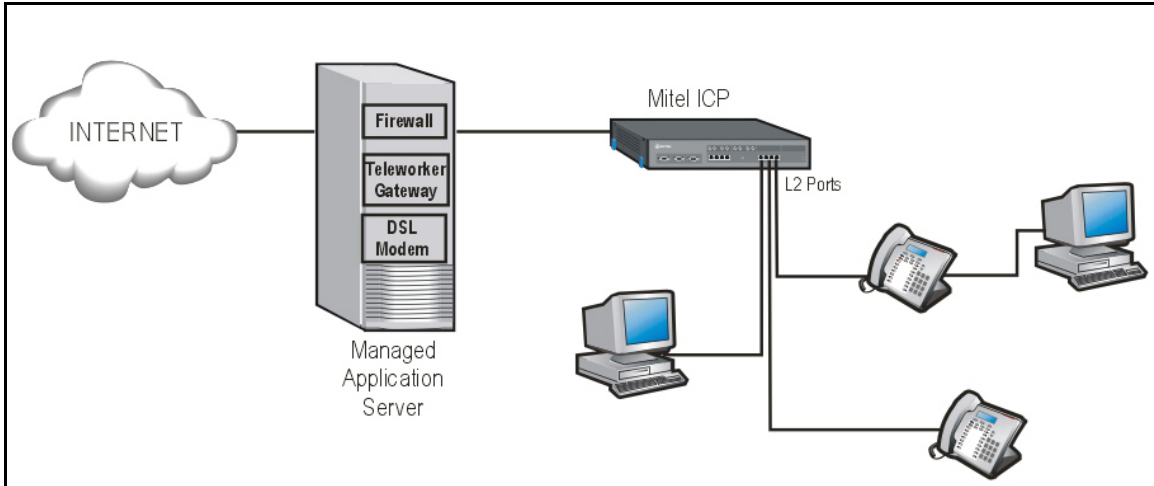 INTERNET
Firewall
Teleworker
Gateway
DSL
Modem
Managed
Application
Server
Mitel ICP
L2 Ports